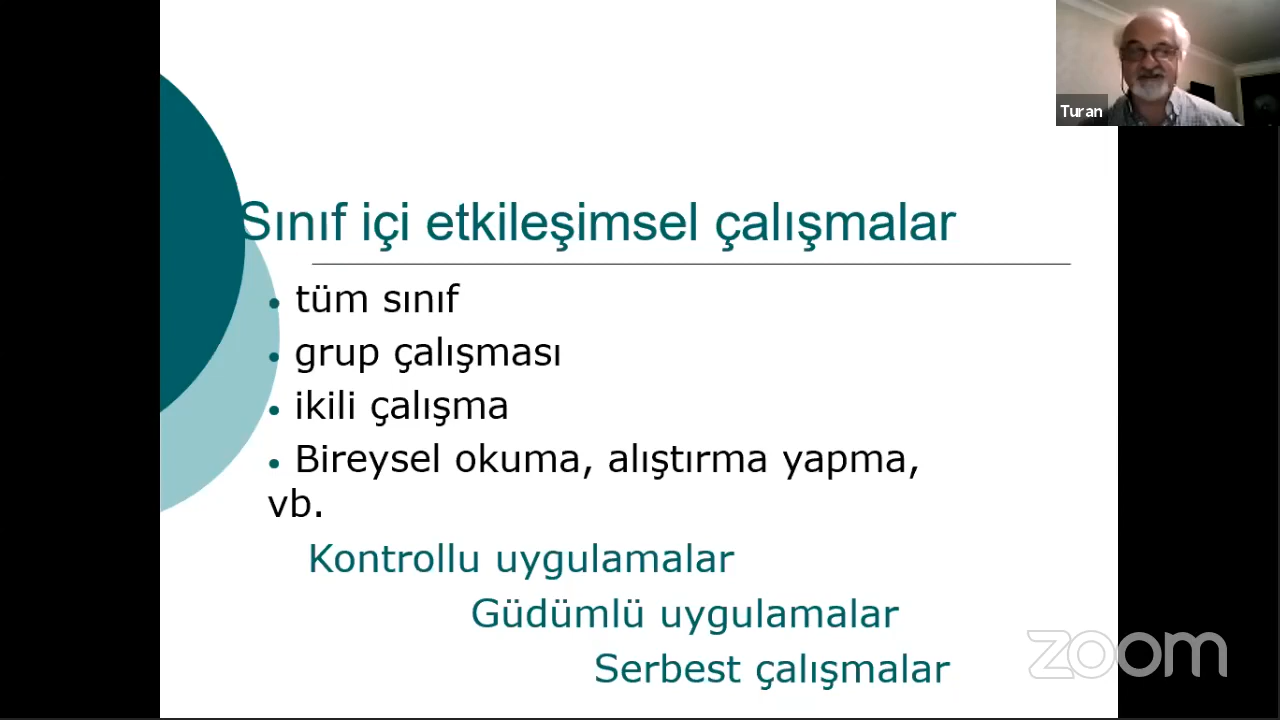 Turan
Sınıf içi etkileşimsel çalışmalar
• tüm sınıf
• grup çalışması
• ikili çalışma
• Bireysel okuma, alıştırma yapma,
vb.
Kontrollu uygulamalar
Güdümlü uygulamalar
Serbest çalışmalar
zoom